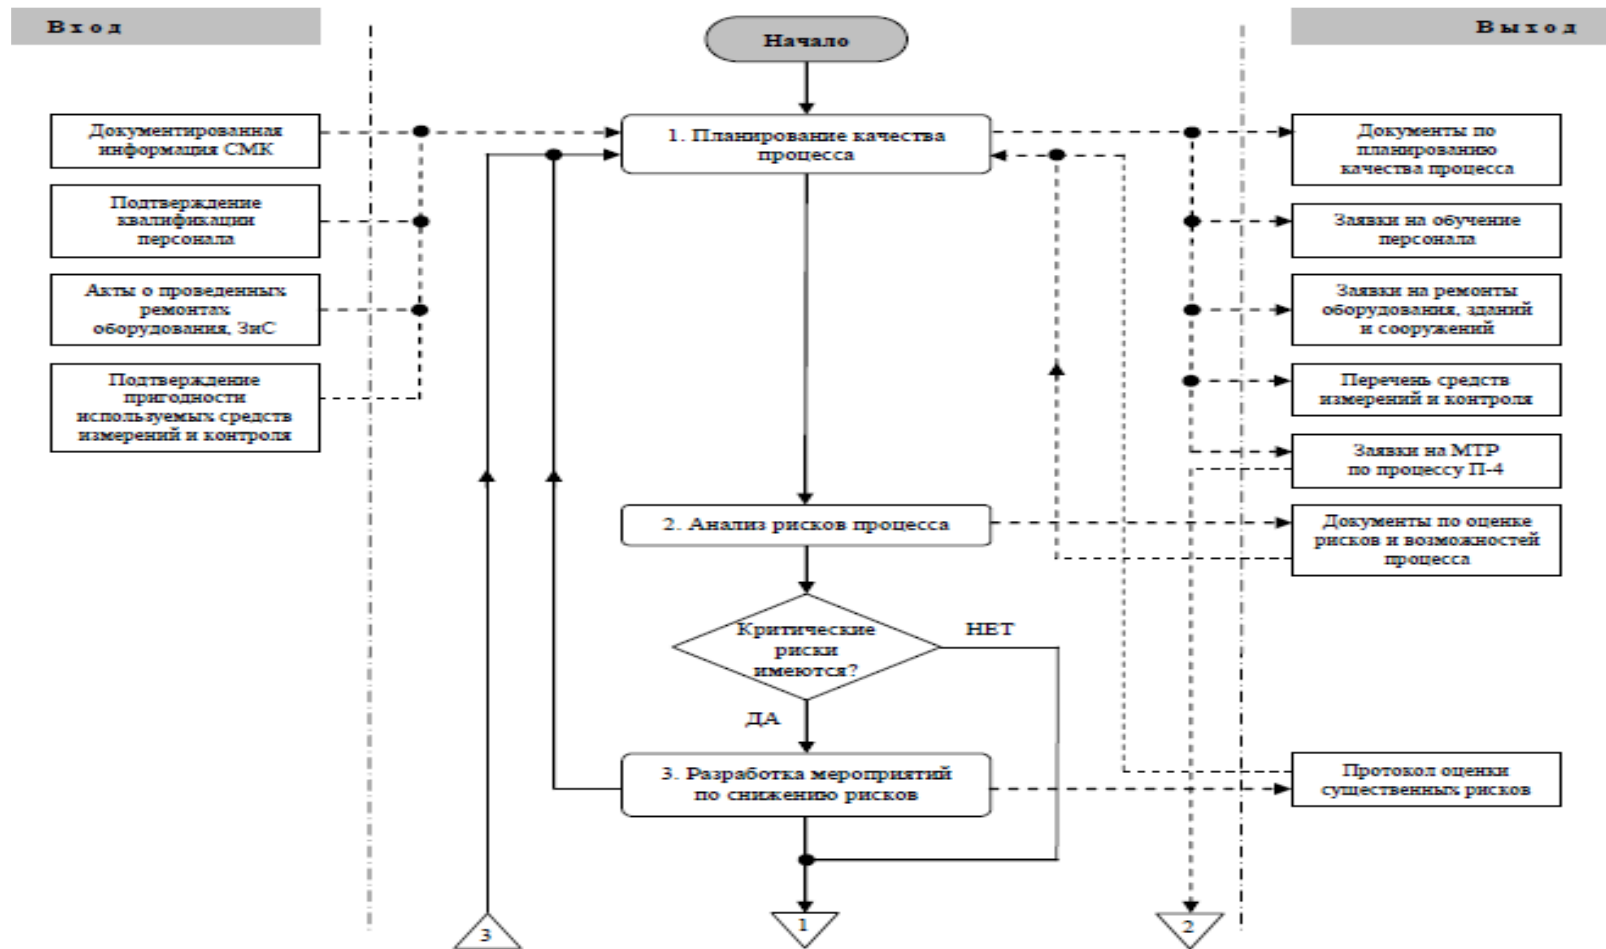 Вход
Начало
Выход
Документированная
информация СМК
1. Планирование качества
процесса
Документы по
планированию
качества процесса
Подтверждение
квалификации
персонала
Заявки на обучение
персонала
Акты о проведенных
ремонтах
оборудования, ЗиС
Заявки на ремонты
оборудования, зданий
и сооружений
Подтверждение
пригодности
используемых средств
измерений и контроля
Перечень средств
измерений и контроля
Заявки на МТР
по процессу П-4
2. Анализ рисков процесса
Документы по оценке
рисков и возможностей
процесса
Критические
риски
имеются?
НЕТ
ДА
3. Разработка мероприятий
по снижению рисков
Протокол оценки
существенных рисков
3
1
2